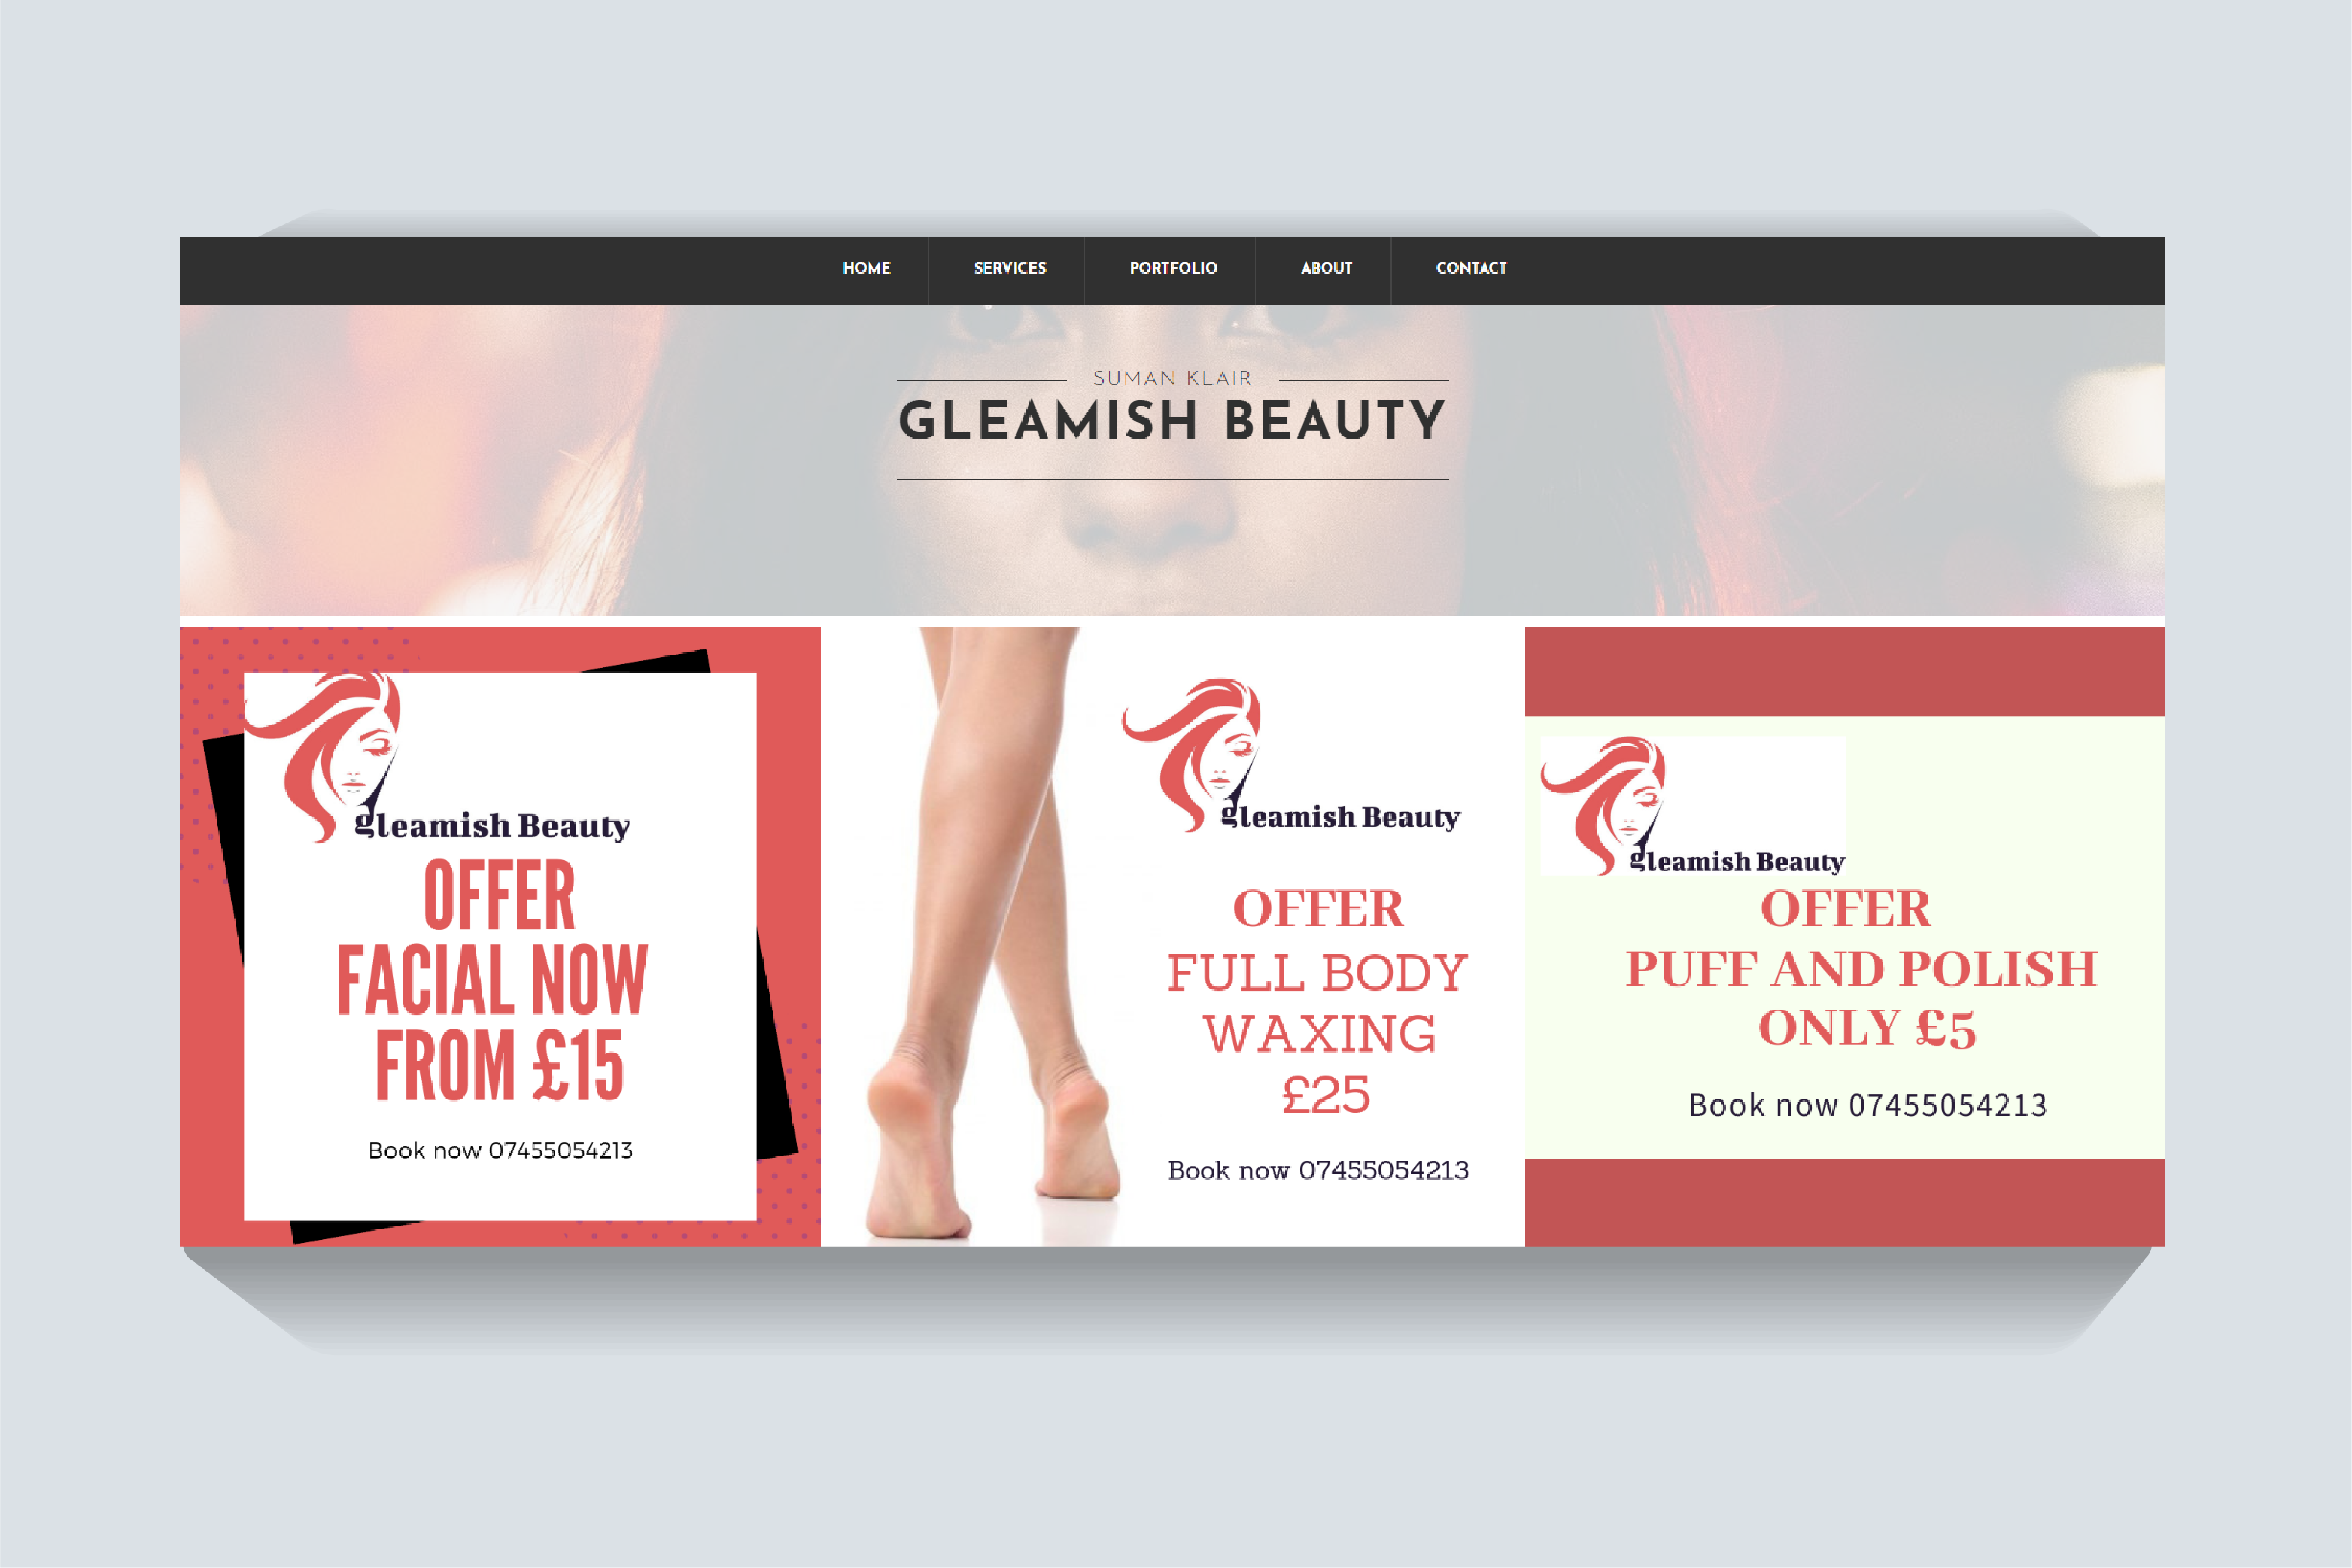 HOME SERVICES PORTFOLIO ABOUT CONTACT
SUMAN KLAIR
GLEAMISH BEAUTY
gleamish Beauty
OFFER
FACIAL NOW
FROM £15
Book now 07455054213
gleamish Beauty
OFFER
FULL BODY
WAXING
£25
Book now 07455054213
gleamish Beauty
OFFER
PUFF AND POLISH
ONLY £5
Book now 07455054213